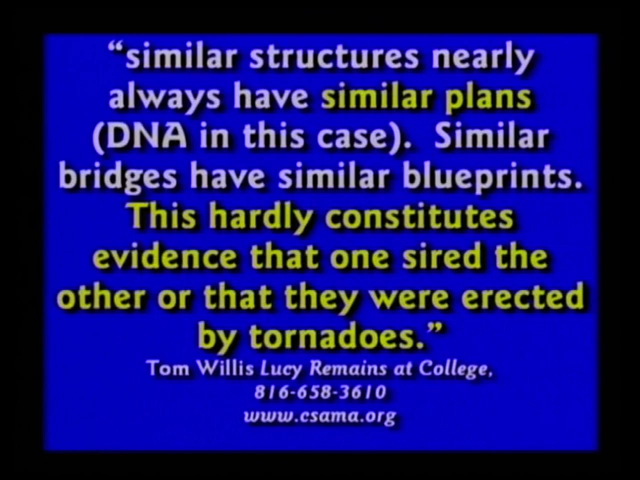 “similar structures nearly
always have similar plans
(DNA in this case).  Similar
bridges have similar blueprints.
This hardly constitutes
evidence that one sired the
other or that they were erected
by tornadoes.”
Tom Willis Lucy Remains at College,
816-658-3610
www.csama.org